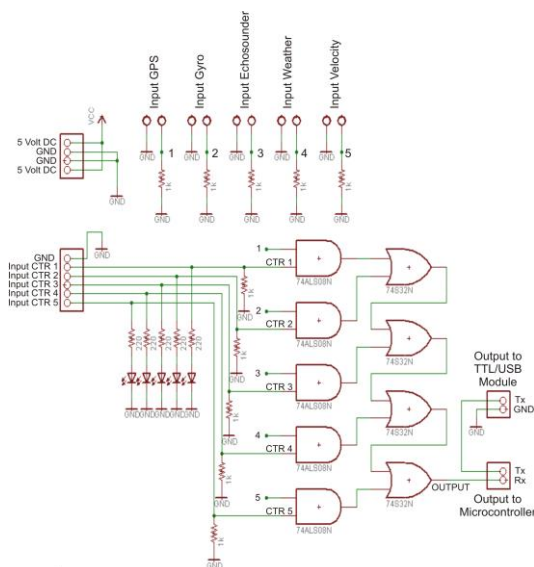 Input GPS
Input Gyro
Input Echosounder
Input Weather
Input Velocity
VCC
5 Volt DC
GND
GND
5 Volt DC
GND
GND
1
1k
GND
GND
2
1k
GND
GND
3
1k
GND
GND
4
1k
GND
GND
5
1k
GND
GND
Input CTR 1
Input CTR 2
Input CTR 3
Input CTR 4
Input CTR 5
GND
220
220
220
220
220
GND GND GND GND GND
1k
GND
1k
GND
1k
GND
1k
GND
1k
GND
1
CTR 1
74ALS08N
74S32N
2
CTR 2
74ALS08N
74S32N
3
CTR 3
74ALS08N
74S32N
4
CTR 4
74ALS08N
74S32N
5
CTR 5
74ALS08N
OUTPUT
Output to
TTL/USB
Module
Tx
GND
GND
Tx
Rx
Output to
Microcontroller